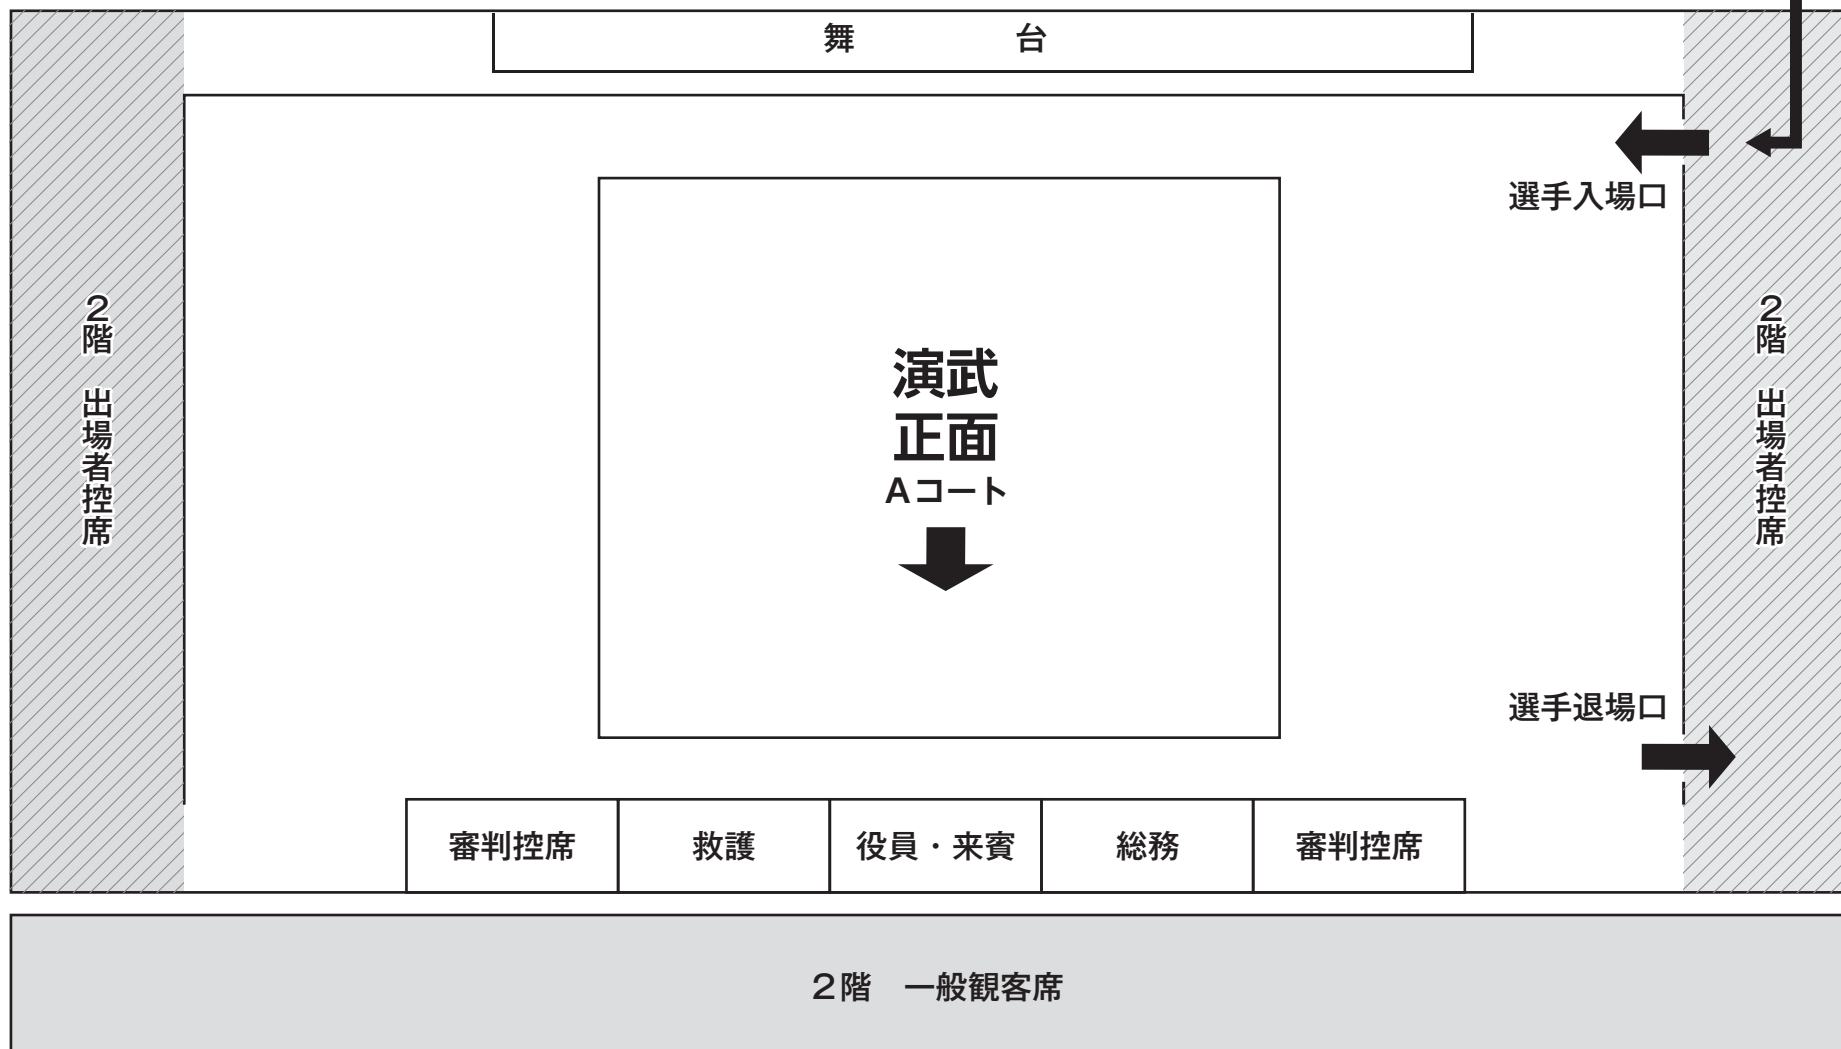 舞　台
選手入場口
2階　出場者控席
演武
正面
Aコート
2階　出場者控席
選手退場口
審判控席
救護
役員・来賓
総務
審判控席
2階　一般観客席